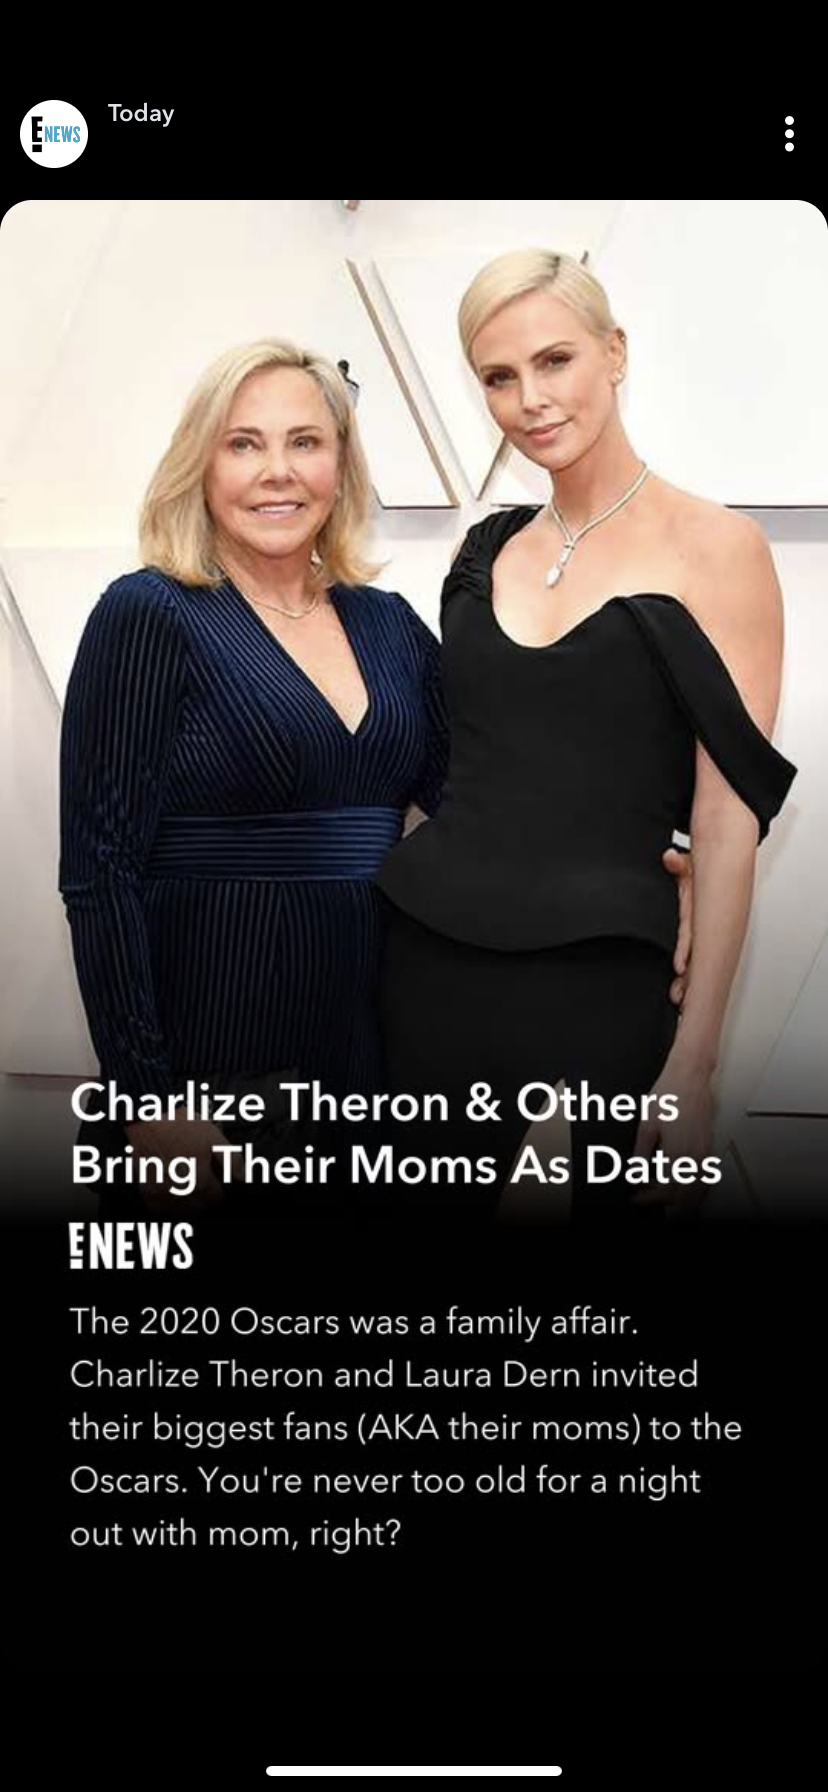 E NEWS
Today
Charlize Theron & Others
Bring Their Moms As Dates
E NEWS
The 2020 Oscars was a family affair.
Charlize Theron and Laura Dern invited
their biggest fans (AKA their moms) to the
Oscars. You're never too old for a night
out with mom, right?